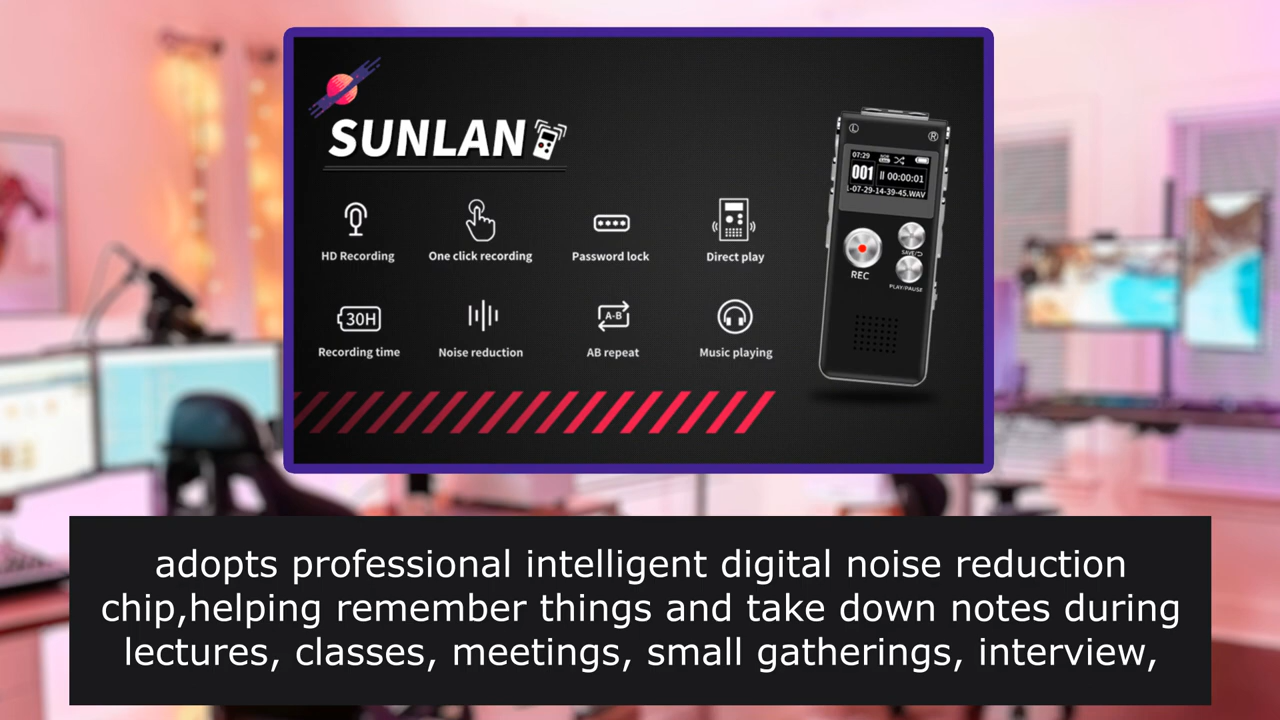 SUNLAN
HD Recording
One click recording
Password lock
Direct play
30H
A-B
Recording time
Noise reduction
AB repeat
Music playing
L
R
07:29
001
00:00:01
1-07-29-14-39-45.WAV
REC
SAVE/
PLAY/PAUSE
adopts professional intelligent digital noise reduction
chip,helping remember things and take down notes during
lectures, classes, meetings, small gatherings, interview,